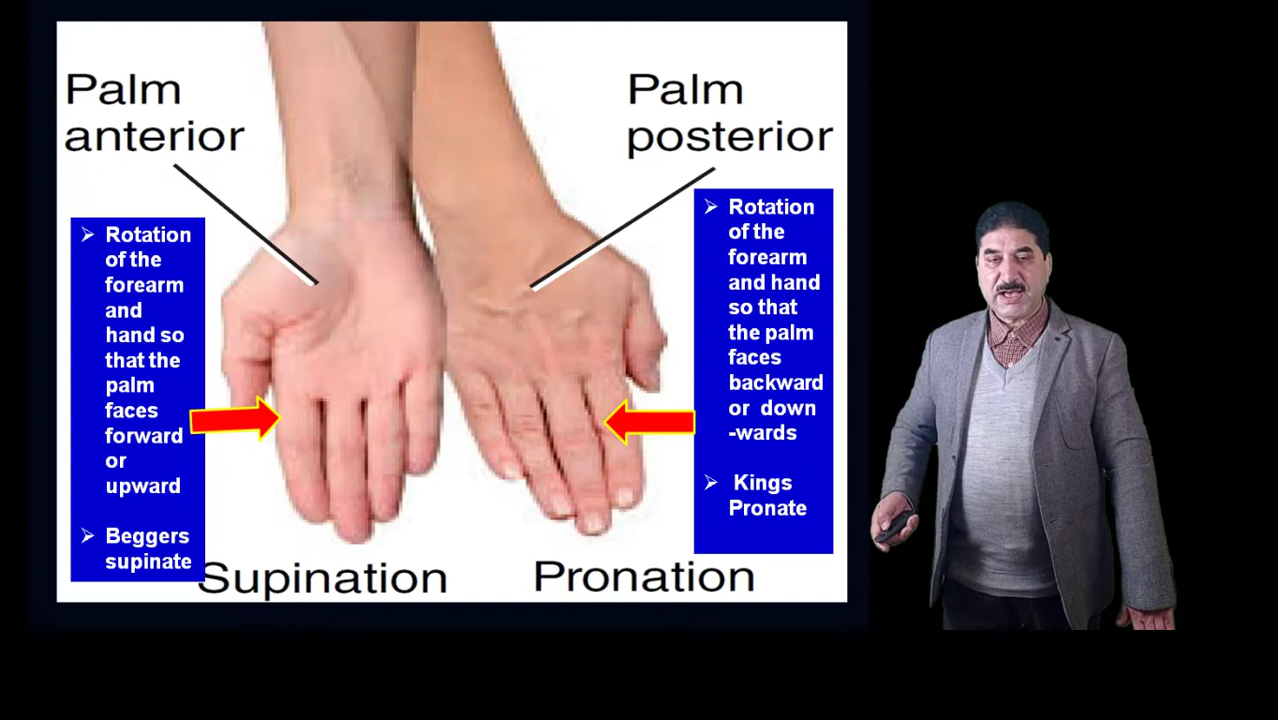 Palm
anterior
Palm
posterior
➢ Rotation
of the
forearm
and
hand so
that the
palm
faces
forward
or
upward
➢ Beggers
supinate
➢ Rotation
of the
forearm
and hand
so that
the palm
faces
backward
or down
-wards
➢ Kings
Pronate
Supination
Pronation